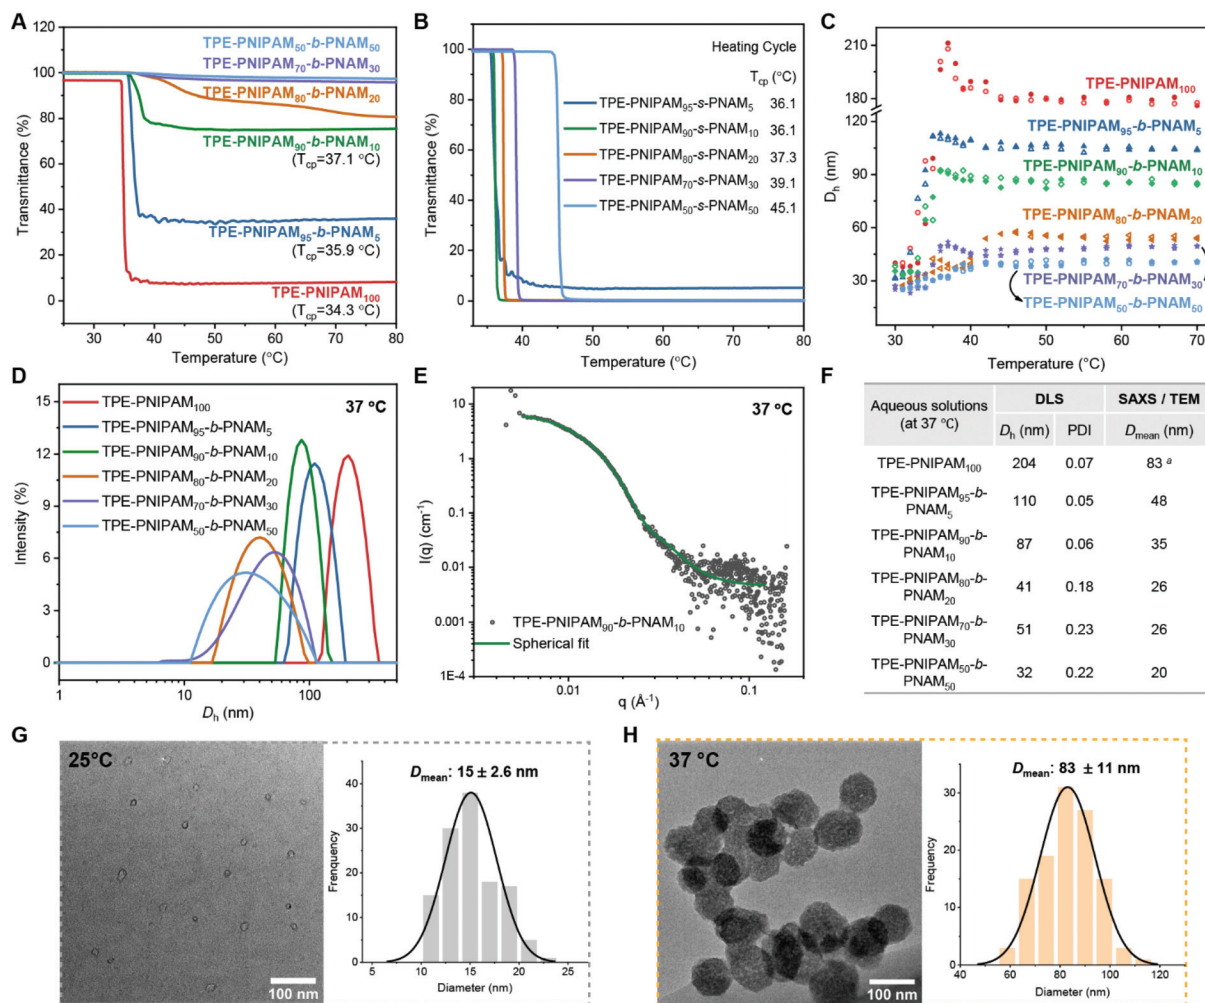 A
120
100
80
60
40
20
0
Transmittance (%)
TPE-PNIPAM50-b-PNAM50
TPE-PNIPAM70-b-PNAM30
TPE-PNIPAM80-b-PNAM20
TPE-PNIPAM90-b-PNAM10
(Tcp=37.1 °C)
TPE-PNIPAM95-b-PNAM5
(Tcp=35.9 °C)
TPE-PNIPAM100
(Tcp=34.3 °C)
30 40 50 60 70 80
Temperature (°C)
B
100
80
60
40
20
0
Transmittance (%)
Heating Cycle
Tcp (°C)
TPE-PNIPAM95-s-PNAM5 36.1
TPE-PNIPAM90-s-PNAM10 36.1
TPE-PNIPAM80-s-PNAM20 37.3
TPE-PNIPAM70-s-PNAM30 39.1
TPE-PNIPAM50-s-PNAM50 45.1
40 50 60 70 80
Temperature (°C)
C
210
180
120
90
60
30
Dh (nm)
TPE-PNIPAM100
TPE-PNIPAM95-b-PNAM5
TPE-PNIPAM90-b-PNAM10
TPE-PNIPAM80-b-PNAM20
TPE-PNIPAM70-b-PNAM30
TPE-PNIPAM50-b-PNAM50
30 40 50 60 70
Temperature (°C)
D
37 °C
15
12
9
6
3
0
Intensity (%)
TPE-PNIPAM100
TPE-PNIPAM95-b-PNAM5
TPE-PNIPAM90-b-PNAM10
TPE-PNIPAM80-b-PNAM20
TPE-PNIPAM70-b-PNAM30
TPE-PNIPAM50-b-PNAM50
1 10 100
Dh (nm)
E
37 °C
10
1
0.1
0.01
0.001
1E-4
I(q) (cm-1)
TPE-PNIPAM90-b-PNAM10
Spherical fit
0.01 0.1
q (Å-1)
F
Aqueous solutions DLS SAXS / TEM
(at 37 °C) Dh (nm) PDI Dmean (nm)
TPE-PNIPAM100 204 0.07 83 a
TPE-PNIPAM95-b-
PNAM5 110 0.05 48
TPE-PNIPAM90-b-
PNAM10 87 0.06 35
TPE-PNIPAM80-b-
PNAM20 41 0.18 26
TPE-PNIPAM70-b-
PNAM30 51 0.23 26
TPE-PNIPAM50-b-
PNAM50 32 0.22 20
G
25°C
100 nm
Dmean: 15 ± 2.6 nm
40
30
20
10
0
Frenquency
5 10 15 20 25
Diameter (nm)
H
37 °C
100 nm
Dmean: 83 ± 11 nm
30
20
10
0
Frequency
40 60 80 100 120
Diameter (nm)